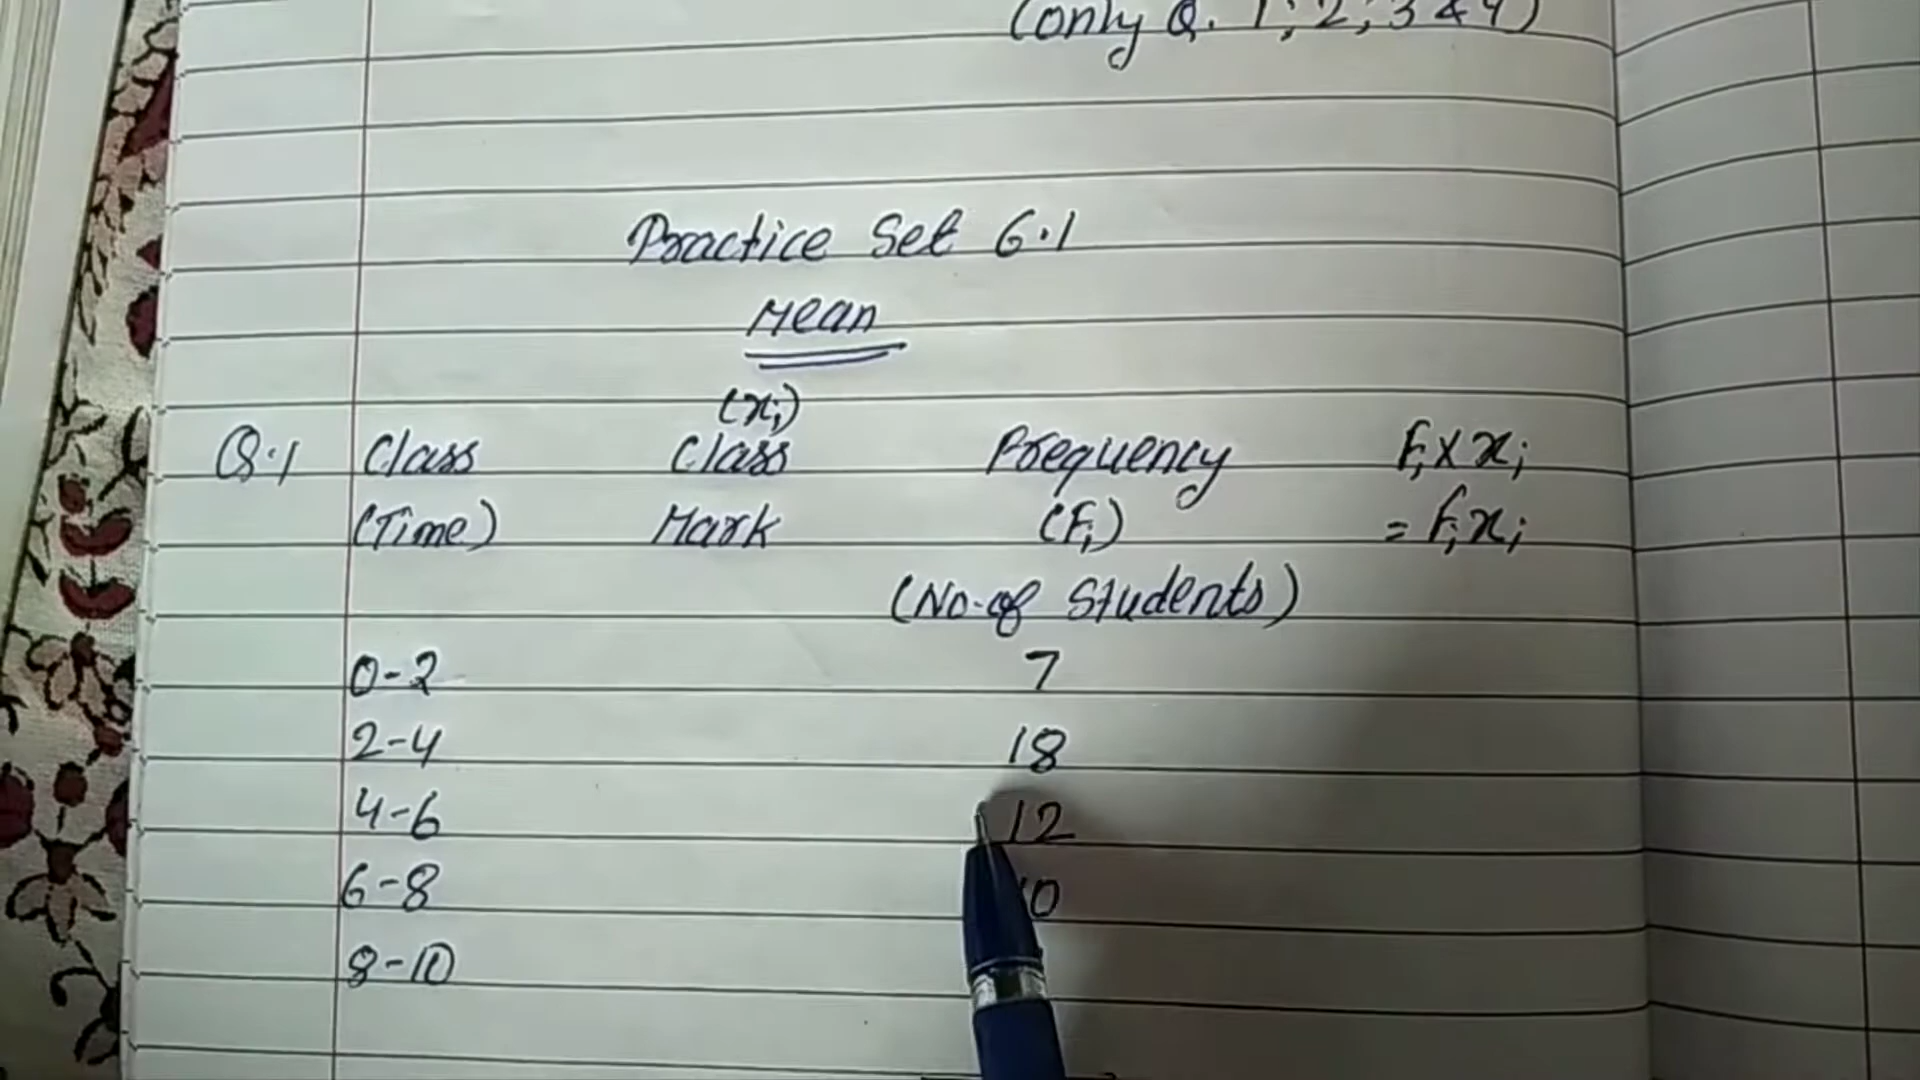 (only Q. 1, 2, 3 & 4)
Practice Set 6.1
Mean
(xi)
Q.1 Class Class Frequency Fi×xi
(Time) Mark (Fi) = fixi
(No. of Students)
0-2 7
2-4 18
4-6 12
6-8 10
8-10